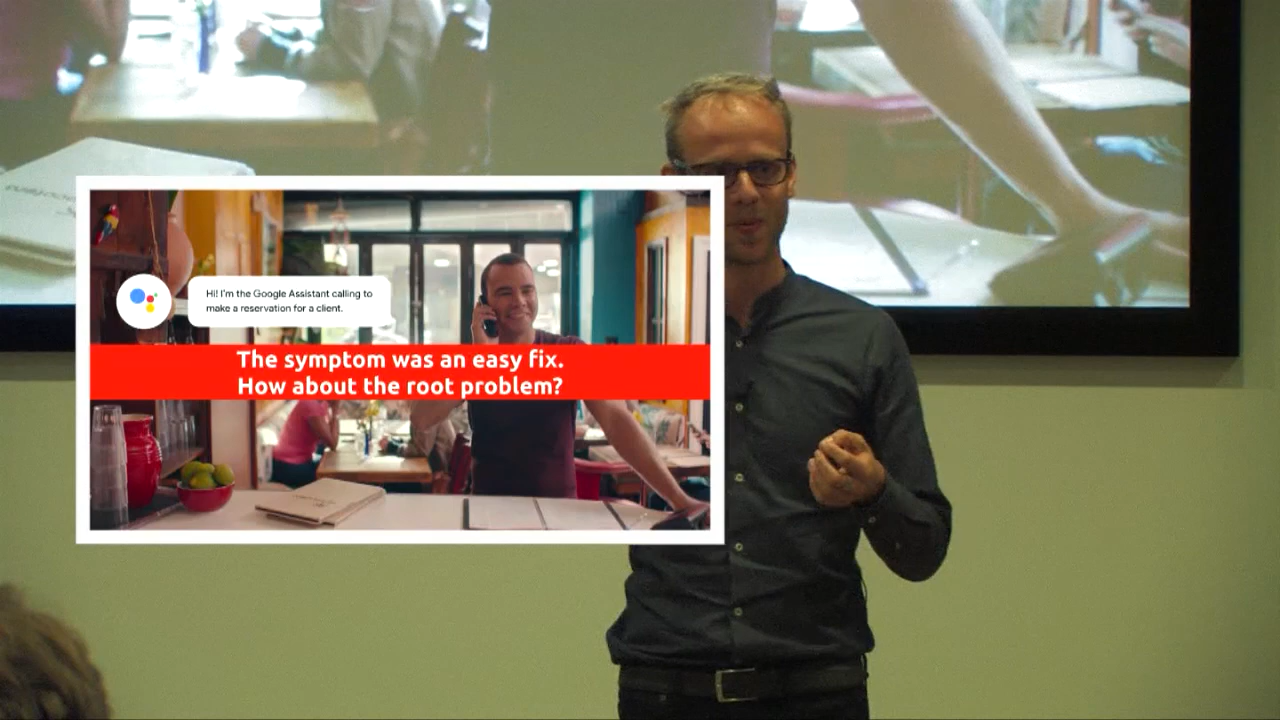 Hi! I'm the Google Assistant calling to
make a reservation for a client.
The symptom was an easy fix.
How about the root problem?